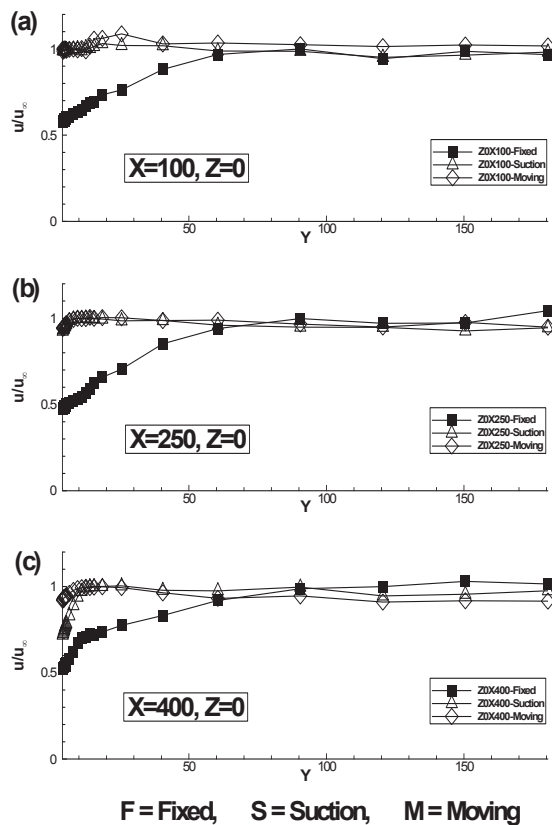 (a)
1
0.5
0
u/u∞
50
100
150
Y
X=100, Z=0
Z0X100-Fixed
Z0X100-Suction
Z0X100-Moving
(b)
1
0.5
0
u/u∞
50
100
150
Y
X=250, Z=0
Z0X250-Fixed
Z0X250-Suction
Z0X250-Moving
(c)
1
0.5
0
u/u∞
50
100
150
Y
X=400, Z=0
Z0X400-Fixed
Z0X400-Suction
Z0X400-Moving
F = Fixed, S = Suction, M = Moving